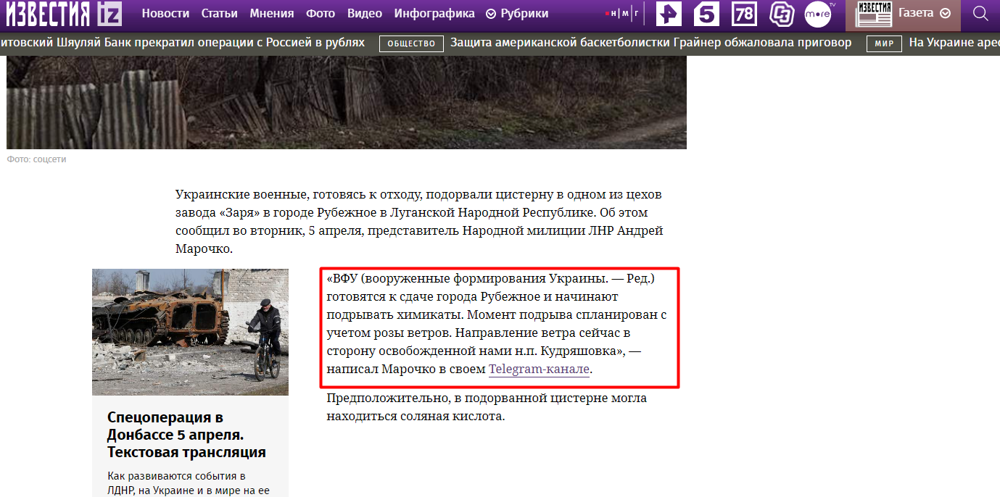 ИЗВЕСТИЯ iz Новости Статьи Мнения Фото Видео Инфографика Рубрики н|м|г 5 78 more TV ИЗВЕСТИЯ Газета
итовский Шяуляй Банк прекратил операции с Россией в рублях ОБЩЕСТВО Защита американской баскетболистки Грайнер обжаловала приговор МИР На Украине арес
Фото: соцсети
Украинские военные, готовясь к отходу, подорвали цистерну в одном из цехов
завода «Заря» в городе Рубежное в Луганской Народной Республике. Об этом
сообщил во вторник, 5 апреля, представитель Народной милиции ЛНР Андрей
Марочко.
«ВФУ (вооруженные формирования Украины. — Ред.)
готовятся к сдаче города Рубежное и начинают
подрывать химикаты. Момент подрыва спланирован с
учетом розы ветров. Направление ветра сейчас в
сторону освобожденной нами н.п. Кудряшовка», —
написал Марочко в своем Telegram-канале.
Предположительно, в подорванной цистерне могла
находиться соляная кислота.
Спецоперация в
Донбассе 5 апреля.
Текстовая трансляция
Как развиваются события в
ЛДНР, на Украине и в мире на ее